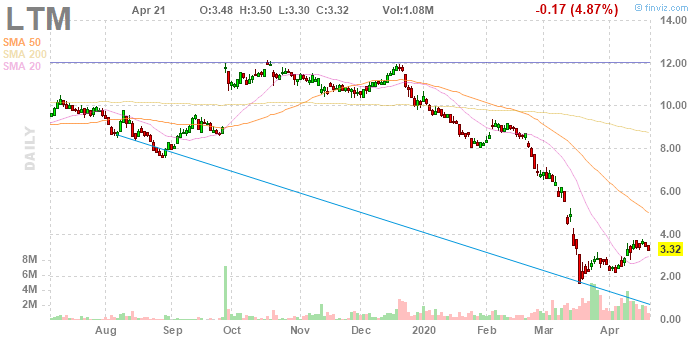 © finviz.com
LTM Apr 21 O:3.48 H:3.50 L:3.30 C:3.32 Vol:1.08M -0.17 (4.87%)
SMA 50
SMA 200
SMA 20
DAILY
14.00
12.00
10.00
8.00
6.00
4.00
3.32
2.00
0.00
8M
6M
4M
2M
Aug Sep Oct Nov Dec 2020 Feb Mar Apr